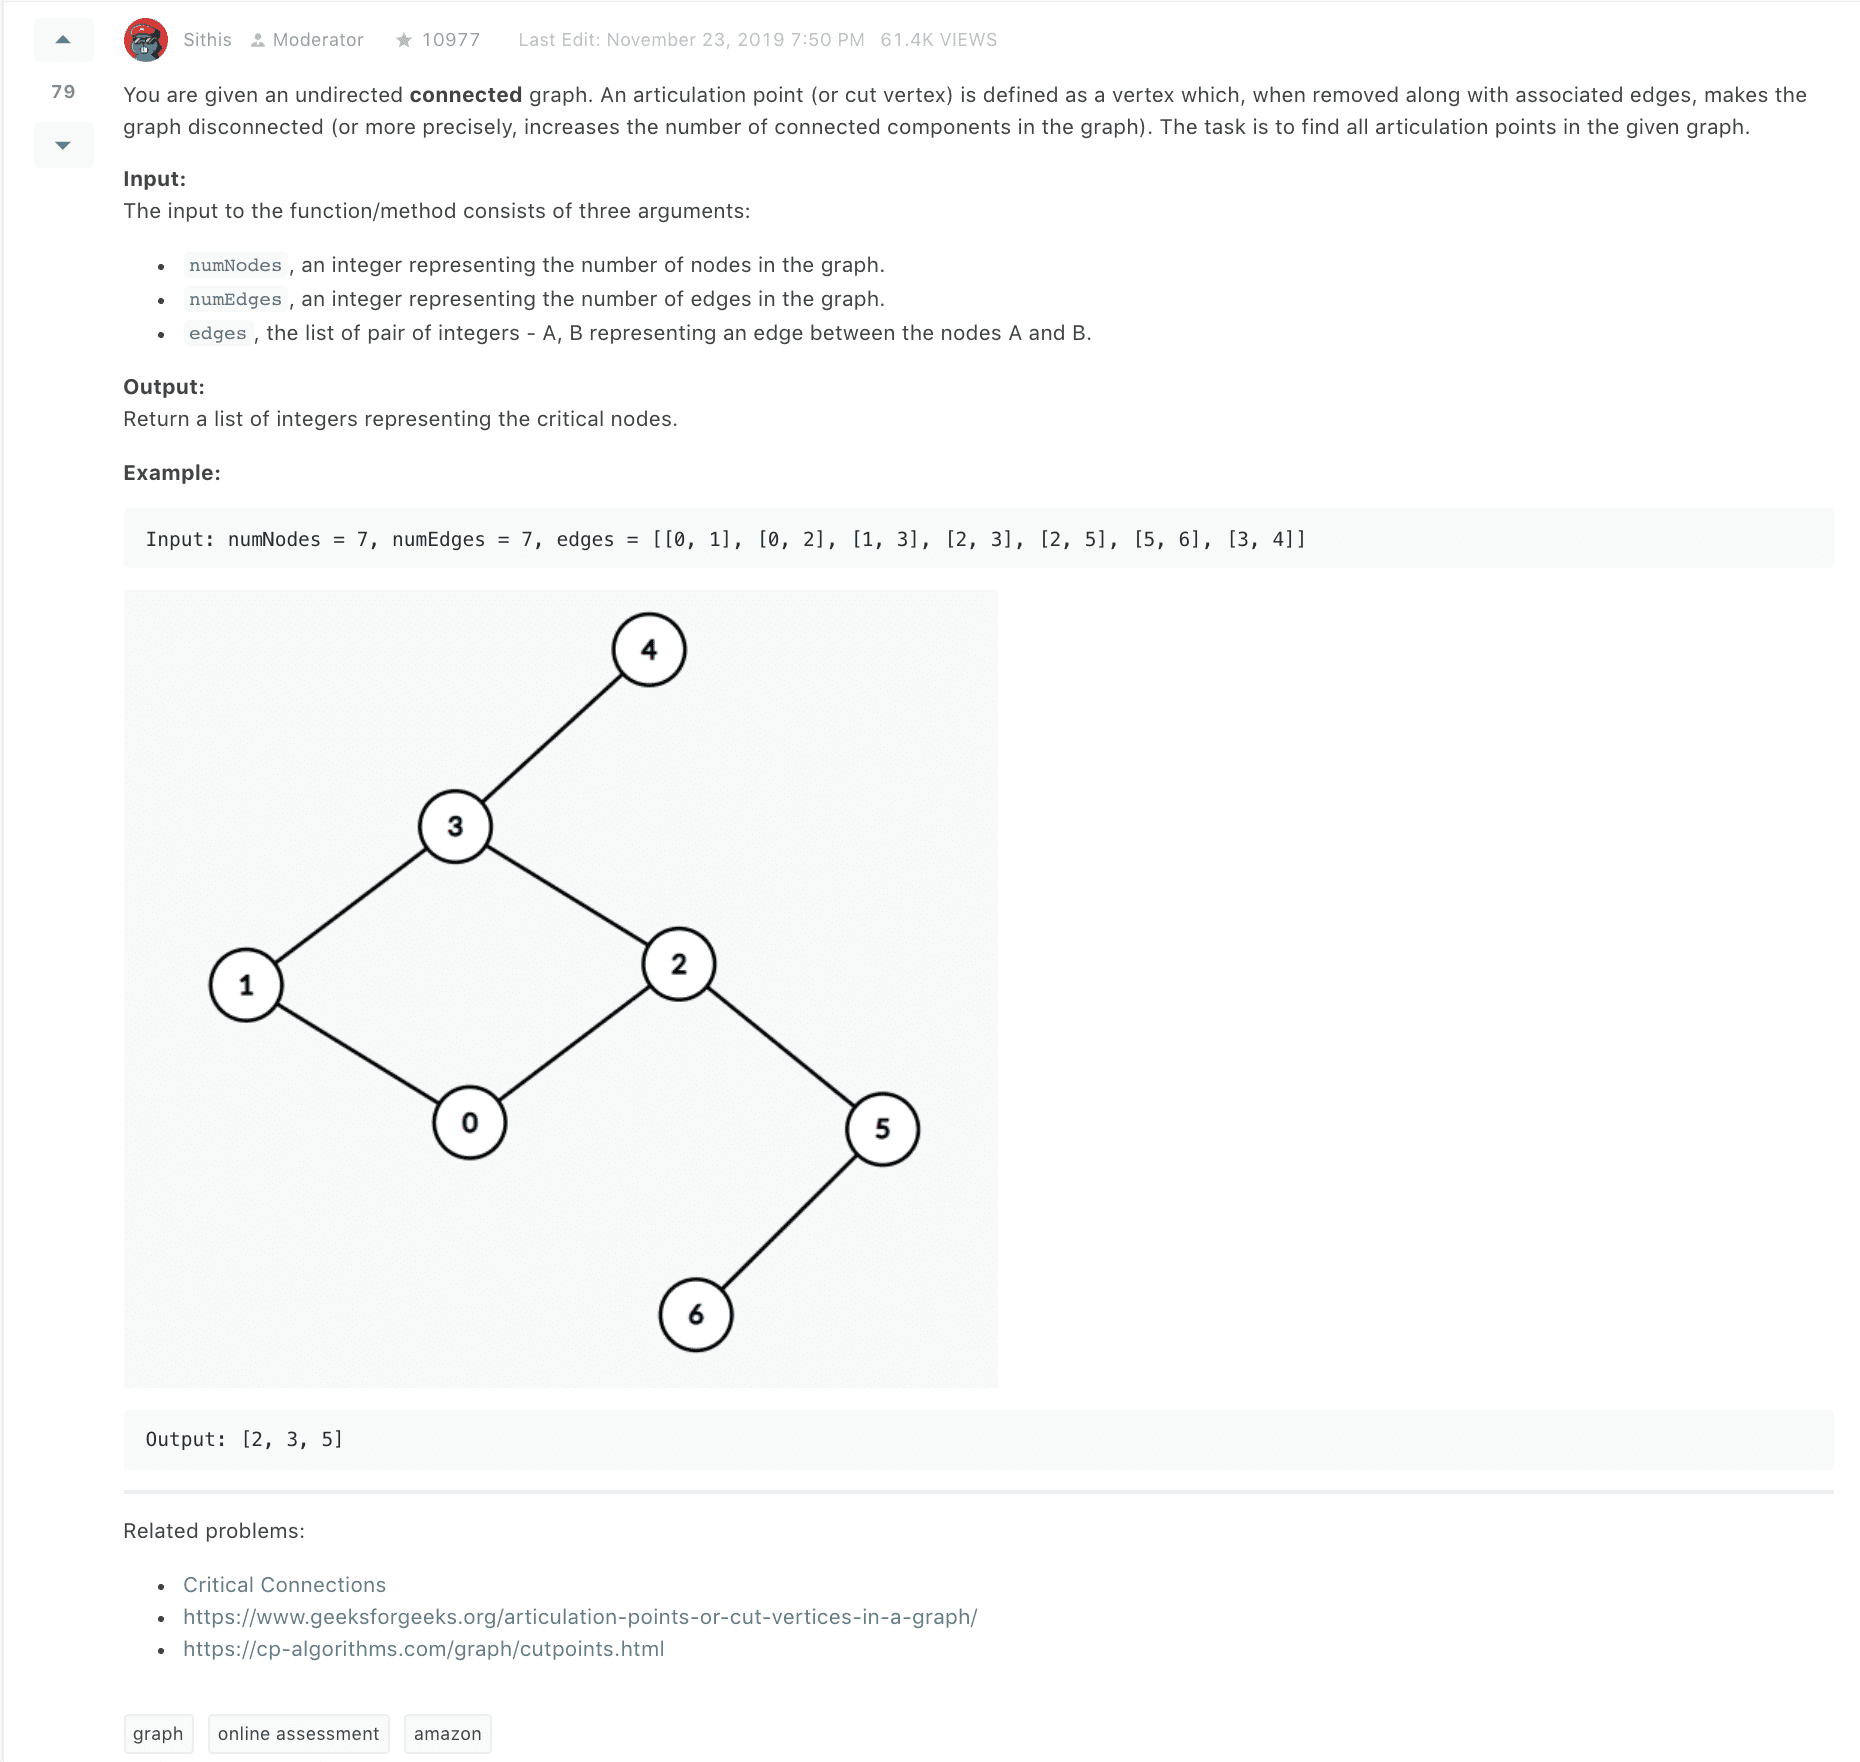 Sithis Moderator 10977 Last Edit: November 23, 2019 7:50 PM 61.4K VIEWS
79
You are given an undirected connected graph. An articulation point (or cut vertex) is defined as a vertex which, when removed along with associated edges, makes the
graph disconnected (or more precisely, increases the number of connected components in the graph). The task is to find all articulation points in the given graph.
Input:
The input to the function/method consists of three arguments:
• numNodes , an integer representing the number of nodes in the graph.
• numEdges , an integer representing the number of edges in the graph.
• edges , the list of pair of integers - A, B representing an edge between the nodes A and B.
Output:
Return a list of integers representing the critical nodes.
Example:
Input: numNodes = 7, numEdges = 7, edges = [[0, 1], [0, 2], [1, 3], [2, 3], [2, 5], [5, 6], [3, 4]]
4
3
2
1
0
5
6
Output: [2, 3, 5]
Related problems:
• Critical Connections
• https://www.geeksforgeeks.org/articulation-points-or-cut-vertices-in-a-graph/
• https://cp-algorithms.com/graph/cutpoints.html
graph online assessment amazon